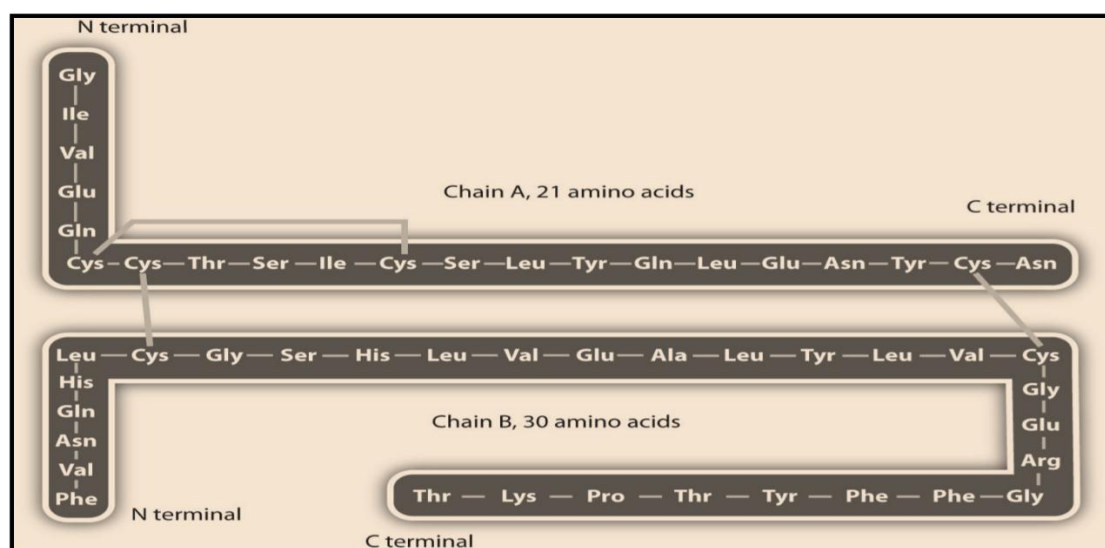 N terminal
Gly
Ile
Val
Glu
Gln
Chain A, 21 amino acids
C terminal
Cys–Cys—Thr—Ser—Ile—Cys—Ser—Leu—Tyr—Gln—Leu—Glu—Asn—Tyr—Cys—Asn
Leu — Cys — Gly — Ser — His — Leu — Val — Glu — Ala — Leu — Tyr — Leu — Val — Cys
His
Gln
Asn
Val
Phe
N terminal
Chain B, 30 amino acids
Gly
Glu
Arg
Thr — Lys — Pro — Thr — Tyr — Phe — Phe—Gly
C terminal